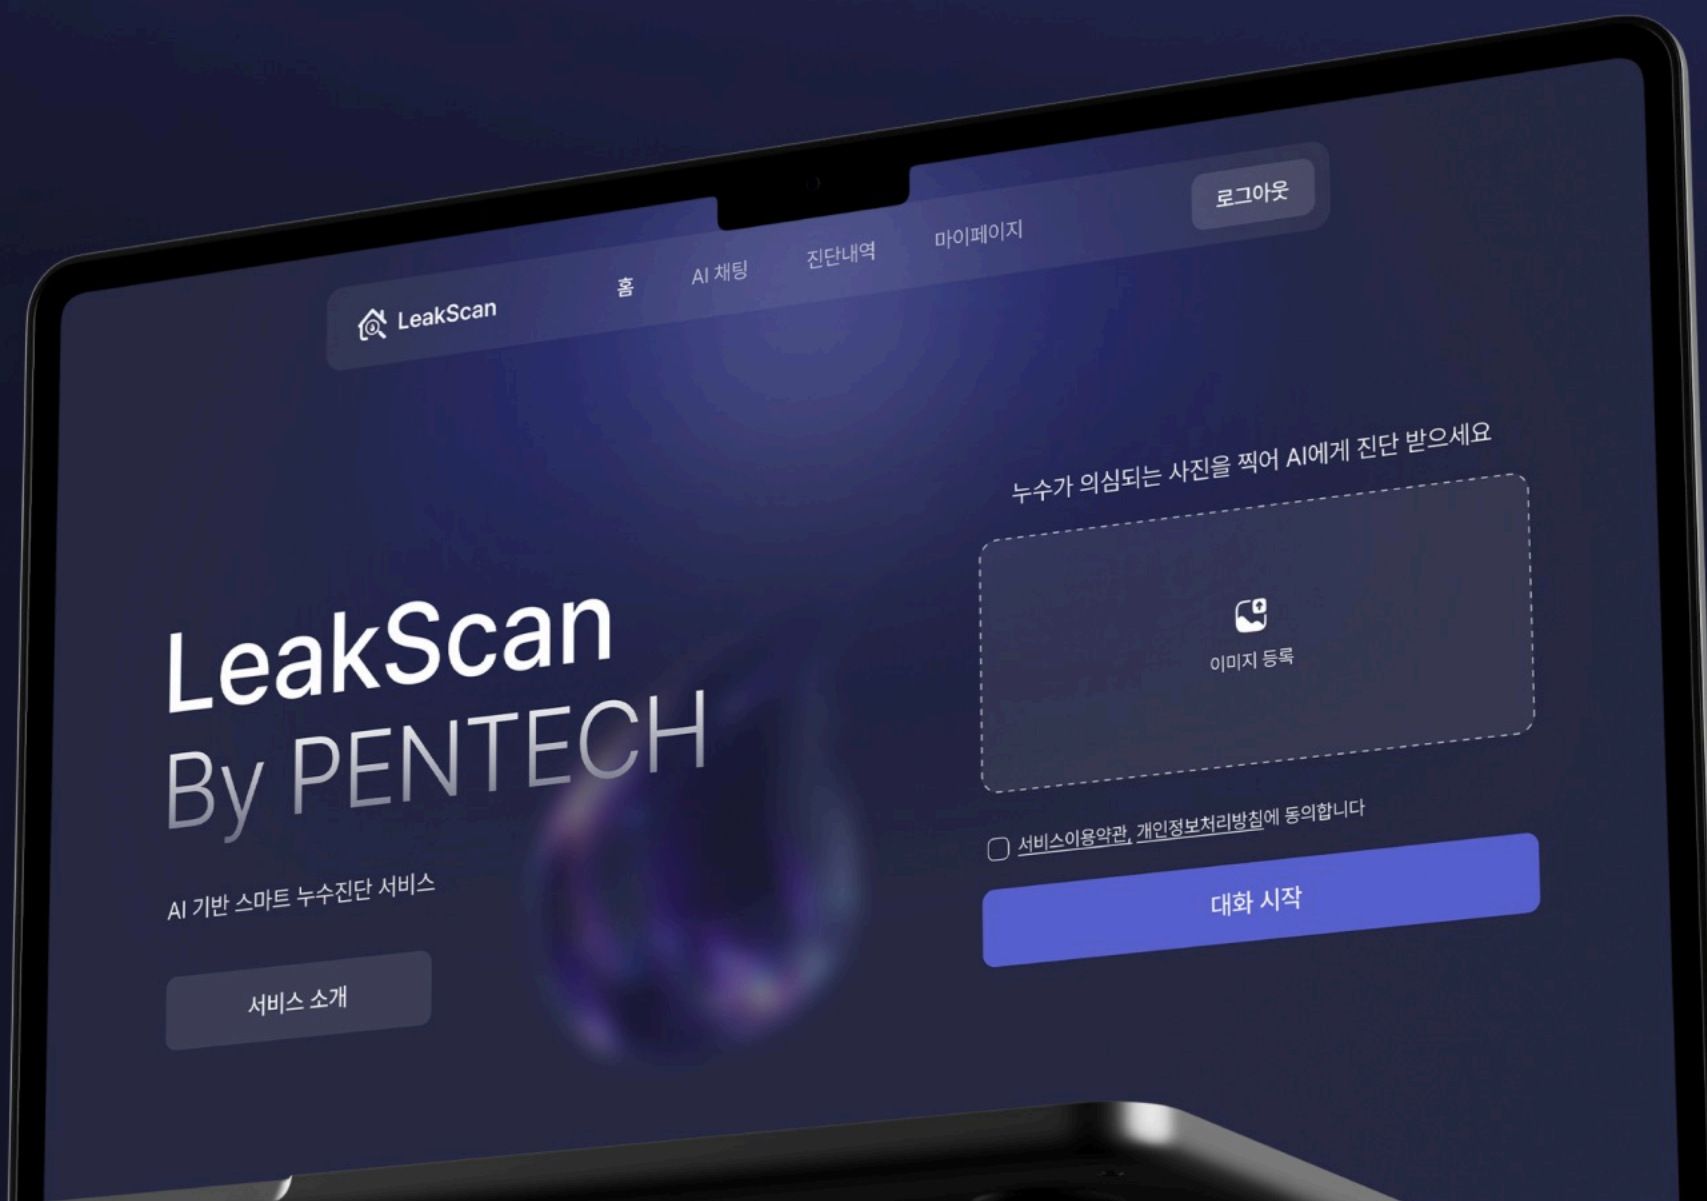 LeakScan
홈
AI 채팅
진단내역
마이페이지
로그아웃
누수가 의심되는 사진을 찍어 AI에게 진단 받으세요
이미지 등록
LeakScan
By PENTECH
AI 기반 스마트 누수진단 서비스
서비스 소개
서비스이용약관, 개인정보처리방침에 동의합니다
대화 시작